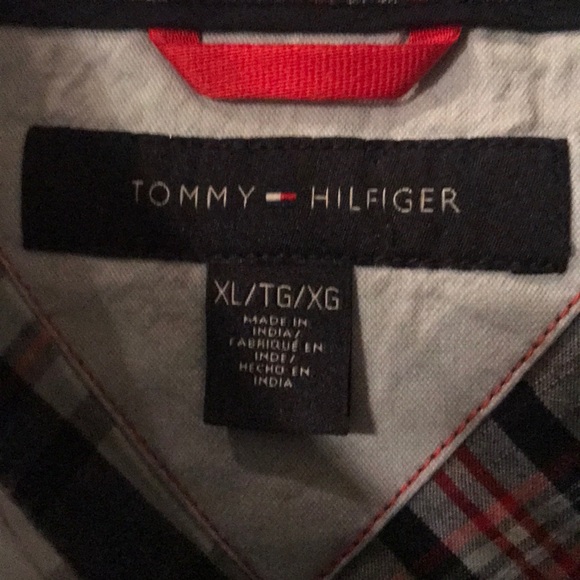 TOMMY HILFIGER
XL/TG/XG
MADE IN
INDIA/
FABRIQUÉ EN
INDE/
HECHO EN
INDIA